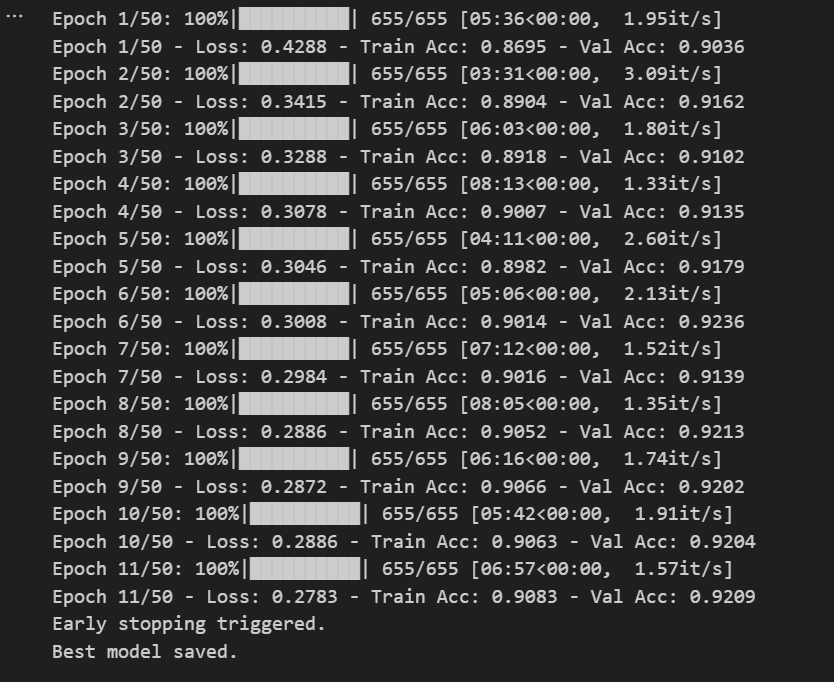 ...
Epoch 1/50: 100%|██████████| 655/655 [05:36<00:00,  1.95it/s]
Epoch 1/50 - Loss: 0.4288 - Train Acc: 0.8695 - Val Acc: 0.9036
Epoch 2/50: 100%|██████████| 655/655 [03:31<00:00,  3.09it/s]
Epoch 2/50 - Loss: 0.3415 - Train Acc: 0.8904 - Val Acc: 0.9162
Epoch 3/50: 100%|██████████| 655/655 [06:03<00:00,  1.80it/s]
Epoch 3/50 - Loss: 0.3288 - Train Acc: 0.8918 - Val Acc: 0.9102
Epoch 4/50: 100%|██████████| 655/655 [08:13<00:00,  1.33it/s]
Epoch 4/50 - Loss: 0.3078 - Train Acc: 0.9007 - Val Acc: 0.9135
Epoch 5/50: 100%|██████████| 655/655 [04:11<00:00,  2.60it/s]
Epoch 5/50 - Loss: 0.3046 - Train Acc: 0.8982 - Val Acc: 0.9179
Epoch 6/50: 100%|██████████| 655/655 [05:06<00:00,  2.13it/s]
Epoch 6/50 - Loss: 0.3008 - Train Acc: 0.9014 - Val Acc: 0.9236
Epoch 7/50: 100%|██████████| 655/655 [07:12<00:00,  1.52it/s]
Epoch 7/50 - Loss: 0.2984 - Train Acc: 0.9016 - Val Acc: 0.9139
Epoch 8/50: 100%|██████████| 655/655 [08:05<00:00,  1.35it/s]
Epoch 8/50 - Loss: 0.2886 - Train Acc: 0.9052 - Val Acc: 0.9213
Epoch 9/50: 100%|██████████| 655/655 [06:16<00:00,  1.74it/s]
Epoch 9/50 - Loss: 0.2872 - Train Acc: 0.9066 - Val Acc: 0.9202
Epoch 10/50: 100%|██████████| 655/655 [05:42<00:00,  1.91it/s]
Epoch 10/50 - Loss: 0.2886 - Train Acc: 0.9063 - Val Acc: 0.9204
Epoch 11/50: 100%|██████████| 655/655 [06:57<00:00,  1.57it/s]
Epoch 11/50 - Loss: 0.2783 - Train Acc: 0.9083 - Val Acc: 0.9209
Early stopping triggered.
Best model saved.